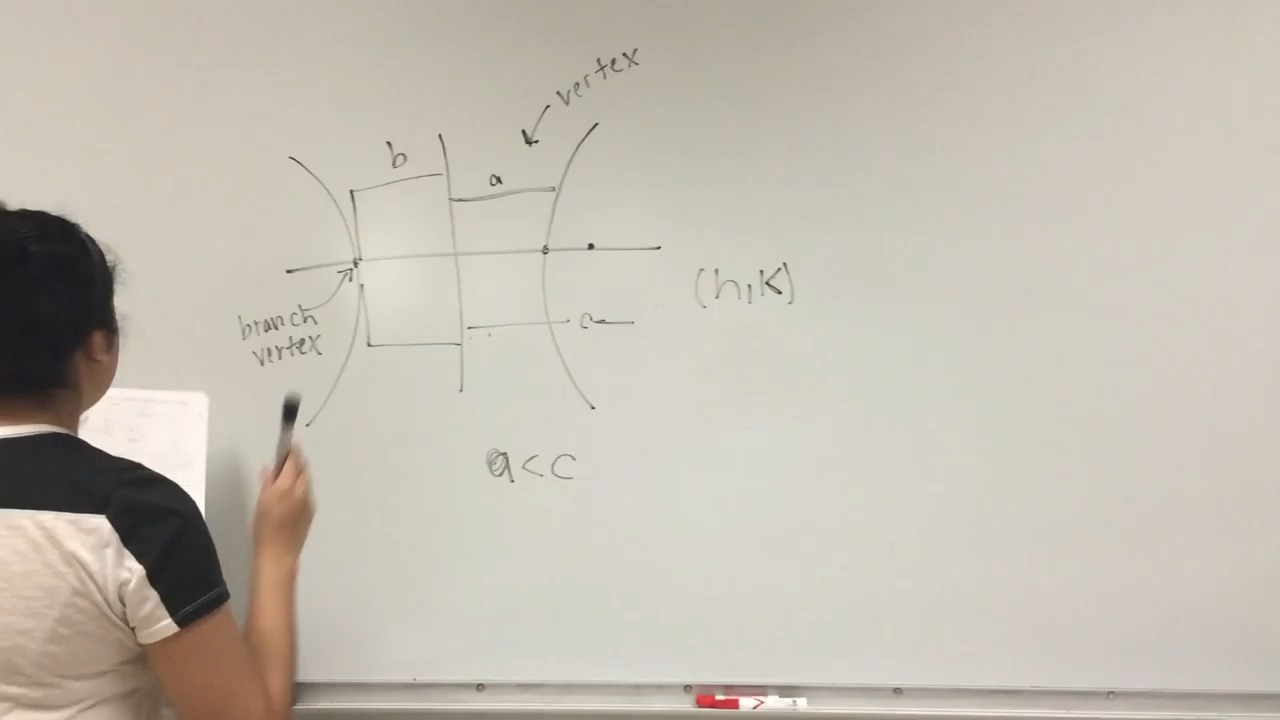 vertex
b
a
(h,k)
c
branch
vertex
a<c